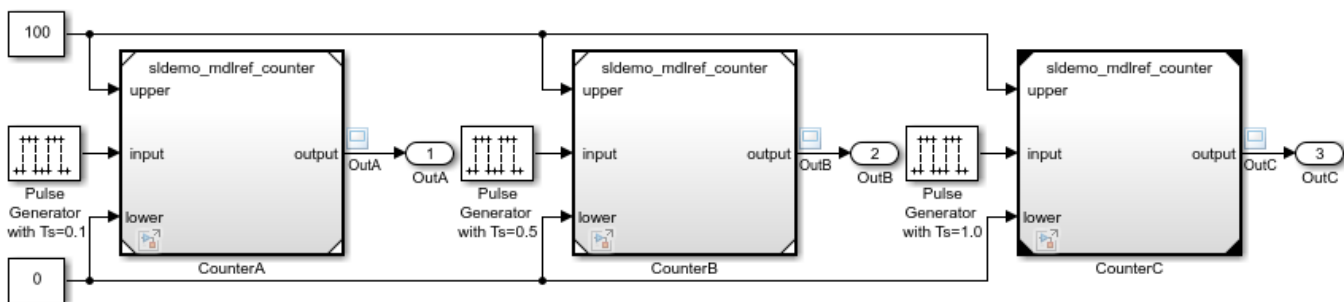 100
sldemo_mdlref_counter
upper
input
output
lower
CounterA
Pulse
Generator
with Ts=0.1
OutA
1
OutA
sldemo_mdlref_counter
upper
input
output
lower
CounterB
Pulse
Generator
with Ts=0.5
OutB
2
OutB
sldemo_mdlref_counter
upper
input
output
lower
CounterC
Pulse
Generator
with Ts=1.0
OutC
3
OutC
0